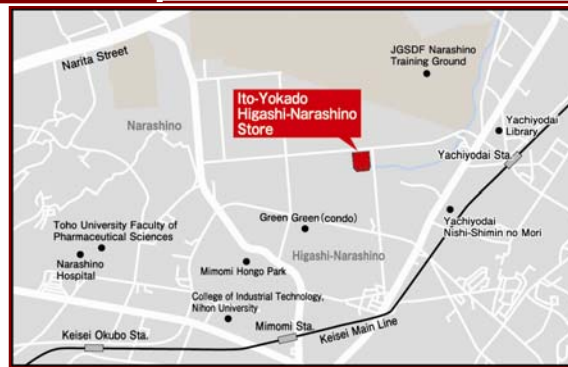 Narita Street
JGSDF Narashino
Training Ground
Ito-Yokado
Higashi-Narashino
Store
Narashino
Yachiyodai
Library
Yachiyodai Sta.
Toho University Faculty of
Pharmaceutical Sciences
Green Green (condo)
Yachiyodai
Nishi-Shimin no Mori
Narashino
Hospital
Mimomi Hongo Park
Higashi-Narashino
College of Industrial Technology,
Nihon University
Mimomi Sta.
Keisei Main Line
Keisei Okubo Sta.